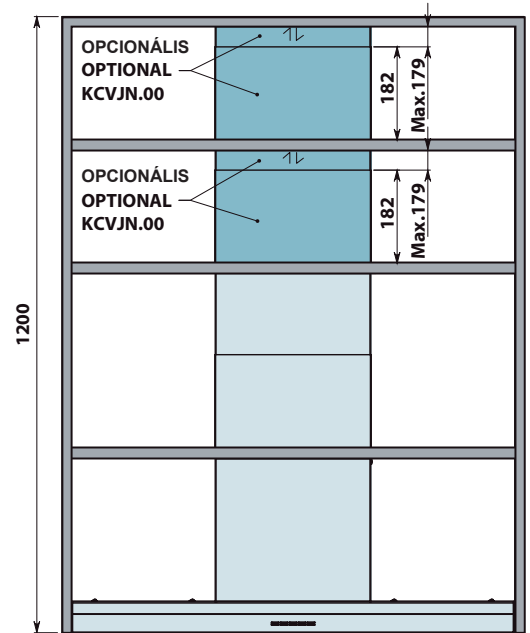 OPCIONÁLIS
OPTIONAL
KCVJN.00
182
Max.179
OPCIONÁLIS
OPTIONAL
KCVJN.00
182
Max.179
1200